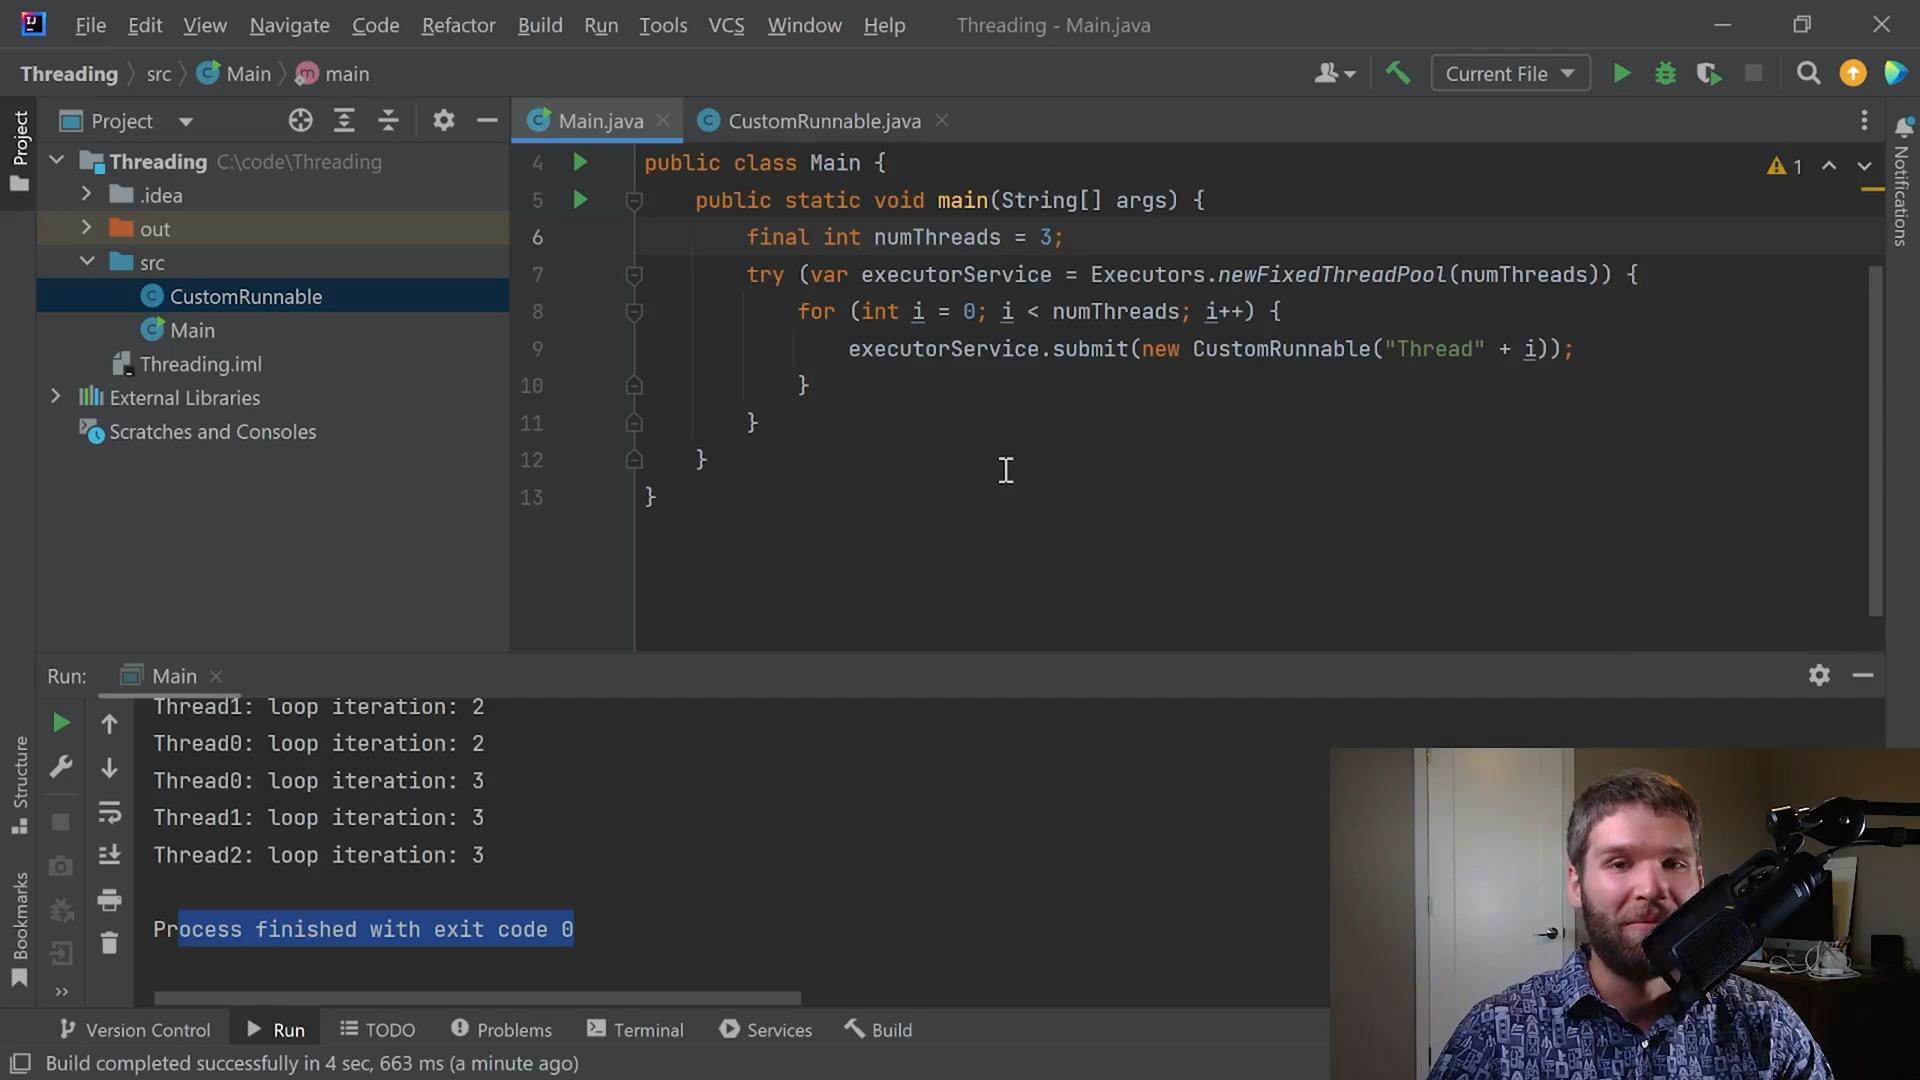 File Edit View Navigate Code Refactor Build Run Tools VCS Window Help Threading - Main.java
Threading src Main main
Current File
Project
Main.java
CustomRunnable.java
Project
Notifications
Threading C:\code\Threading
.idea
out
src
CustomRunnable
Main
Threading.iml
External Libraries
Scratches and Consoles
4 public class Main {
1
5 public static void main(String[] args) {
6 final int numThreads = 3;
7 try (var executorService = Executors.newFixedThreadPool(numThreads)) {
8 for (int i = 0; i < numThreads; i++) {
9 executorService.submit(new CustomRunnable("Thread" + i));
10 }
11 }
12 }
13 }
Run: Main
Thread1: loop iteration: 2
Thread0: loop iteration: 2
Thread0: loop iteration: 3
Thread1: loop iteration: 3
Thread2: loop iteration: 3
Process finished with exit code 0
Structure
Bookmarks
Version Control Run TODO Problems Terminal Services Build
Build completed successfully in 4 sec, 663 ms (a minute ago)